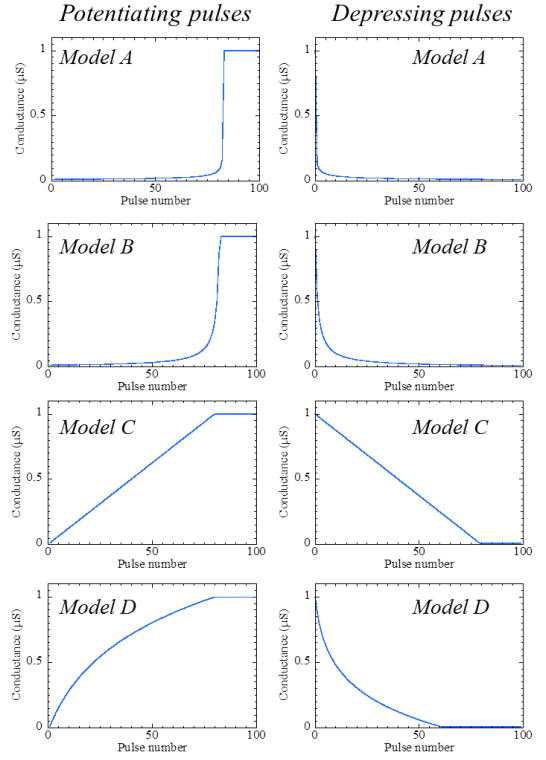 Potentiating pulses Depressing pulses
Model A Model A
Conductance (µS) Conductance (µS)
1 1
0.5 0.5
0 0
0 50 100 0 50 100
Pulse number Pulse number
Model B Model B
Conductance (µS) Conductance (µS)
1 1
0.5 0.5
0 0
0 50 100 0 50 100
Pulse number Pulse number
Model C Model C
Conductance (µS) Conductance (µS)
1 1
0.5 0.5
0 0
0 50 100 0 50 100
Pulse number Pulse number
Model D Model D
Conductance (µS) Conductance (µS)
1 1
0.5 0.5
0 0
0 50 100 0 50 100
Pulse number Pulse number